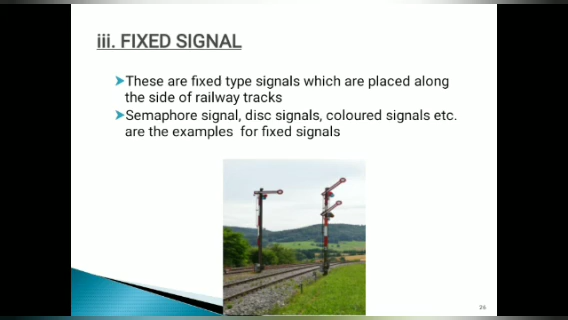 iii. FIXED SIGNAL
➤These are fixed type signals which are placed along
the side of railway tracks
➤Semaphore signal, disc signals, coloured signals etc.
are the examples for fixed signals
26